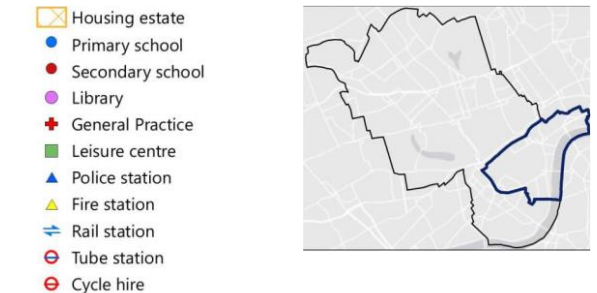 Housing estate
Primary school
Secondary school
Library
General Practice
Leisure centre
Police station
Fire station
Rail station
Tube station
Cycle hire